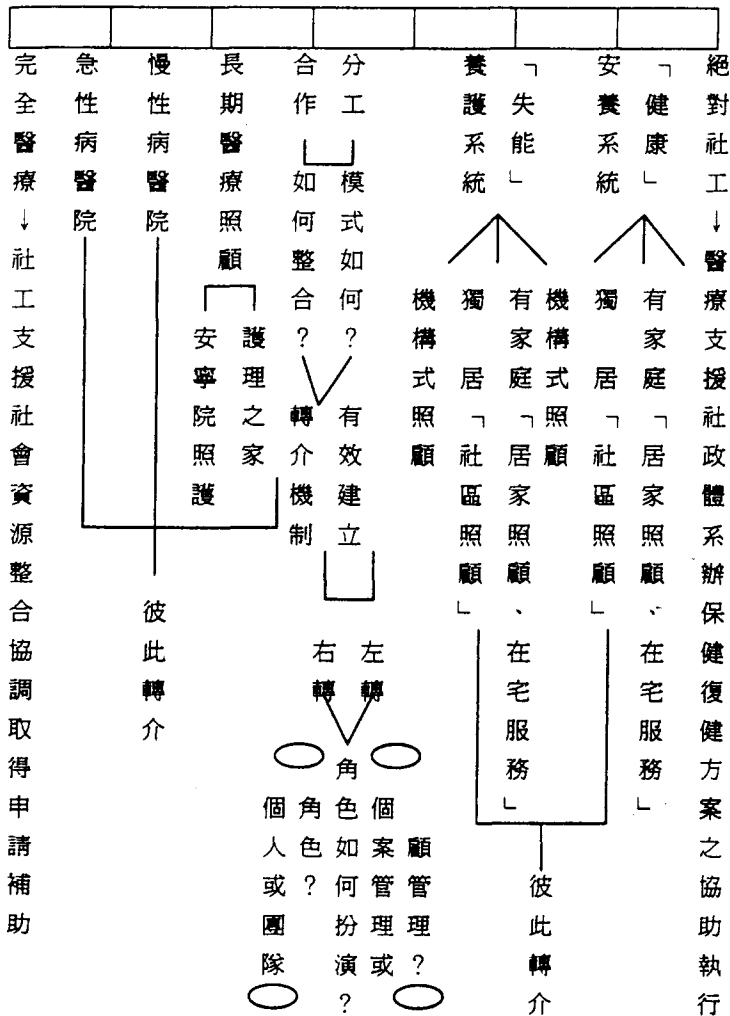 絕對社工→醫療支援社政體系辦保健復健方案之協助執行
「健康」
安養系統
有家庭「居家照顧、在宅服務」
獨居「社區照顧」
機構式照顧
「失能」
養護系統
有家庭「居家照顧、在宅服務」
獨居「社區照顧」
機構式照顧
彼此轉介
分工模式如何?
合作如何整合?
有效建立
轉介機制
左轉
右轉
顧管理?
個案管理或
角色如何扮演?
角色?
個人或團隊
長期醫療照顧
護理之家
安寧院照護
慢性病醫院
急性病醫院
彼此轉介
完全醫療→社工支援社會資源整合協調取得申請補助